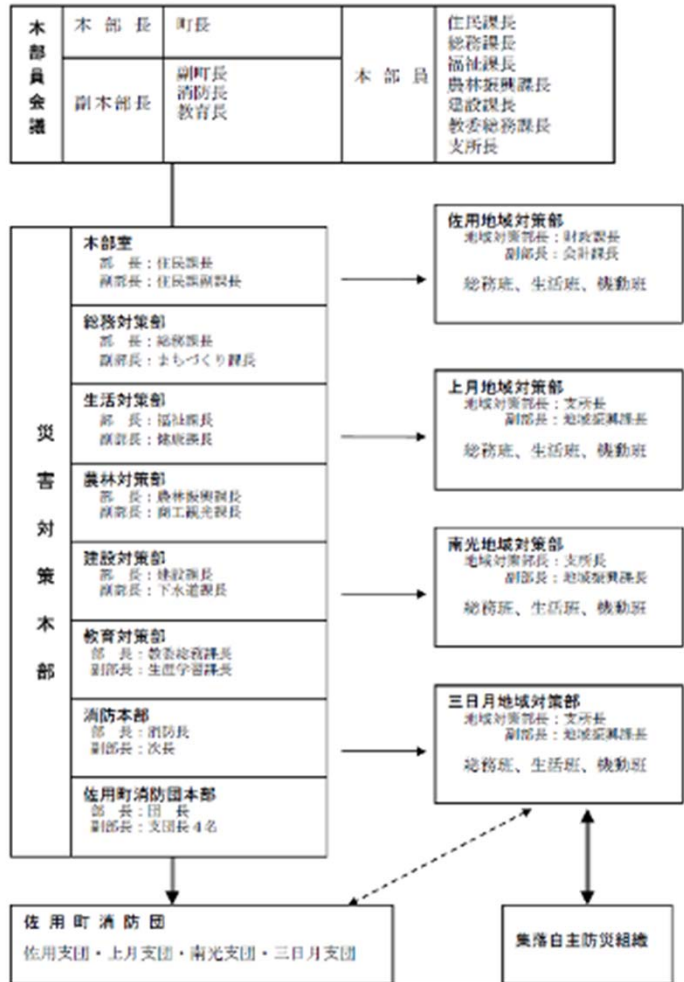 本部員会議
本部長 町長
副本部長
副町長
消防長
教育長
本部員
住民課長
総務課長
福祉課長
農林振興課長
建設課長
教委総務課長
支所長
災害対策本部
本部室
部 長：住民課長
副部長：住民課副課長
総務対策部
部 長：総務課長
副部長：まちづくり課長
生活対策部
部 長：福祉課長
副部長：健康課長
農林対策部
部 長：農林振興課長
副部長：商工観光課長
建設対策部
部 長：建設課長
副部長：下水道課長
教育対策部
部 長：教委総務課長
副部長：生涯学習課長
消防本部
部 長：消防長
副部長：次長
佐用町消防団本部
部 長：団 長
副部長：支団長４名
佐用地域対策部
地域対策部長：財政課長
副部長：会計課長
総務班、生活班、機動班
上月地域対策部
地域対策部長：支所長
副部長：地域振興課長
総務班、生活班、機動班
南光地域対策部
地域対策部長：支所長
副部長：地域振興課長
総務班、生活班、機動班
三日月地域対策部
地域対策部長：支所長
副部長：地域振興課長
総務班、生活班、機動班
佐用町消防団
佐用支団・上月支団・南光支団・三日月支団
集落自主防災組織